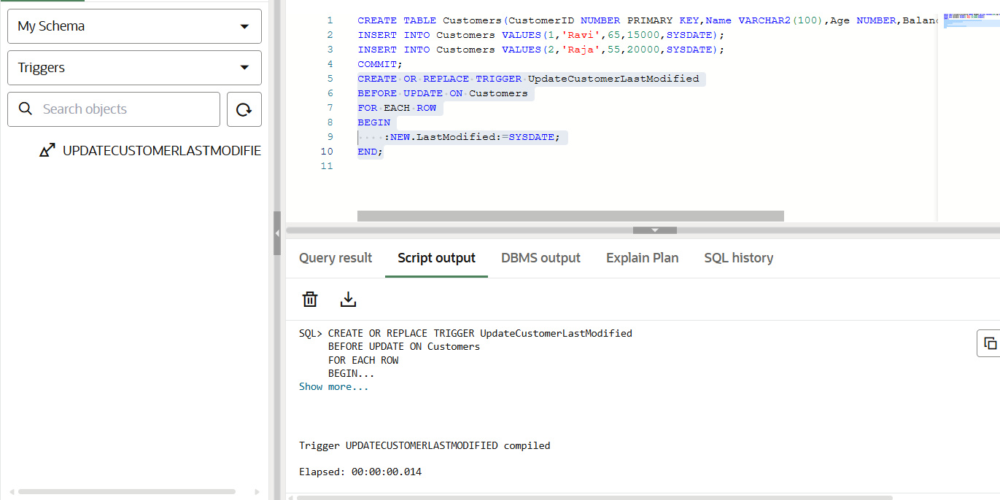 My Schema
Triggers
Search objects
UPDATECUSTOMERLASTMODIFIE
1 CREATE TABLE Customers(CustomerID NUMBER PRIMARY KEY,Name VARCHAR2(100),Age NUMBER,Balanc
2 INSERT INTO Customers VALUES(1,'Ravi',65,15000,SYSDATE);
3 INSERT INTO Customers VALUES(2,'Raja',55,20000,SYSDATE);
4 COMMIT;
5 CREATE OR REPLACE TRIGGER UpdateCustomerLastModified
6 BEFORE UPDATE ON Customers
7 FOR EACH ROW
8 BEGIN
9 :NEW.LastModified:=SYSDATE;
10 END;
11
Query result Script output DBMS output Explain Plan SQL history
SQL> CREATE OR REPLACE TRIGGER UpdateCustomerLastModified
BEFORE UPDATE ON Customers
FOR EACH ROW
BEGIN...
Show more...
Trigger UPDATECUSTOMERLASTMODIFIED compiled
Elapsed: 00:00:00.014